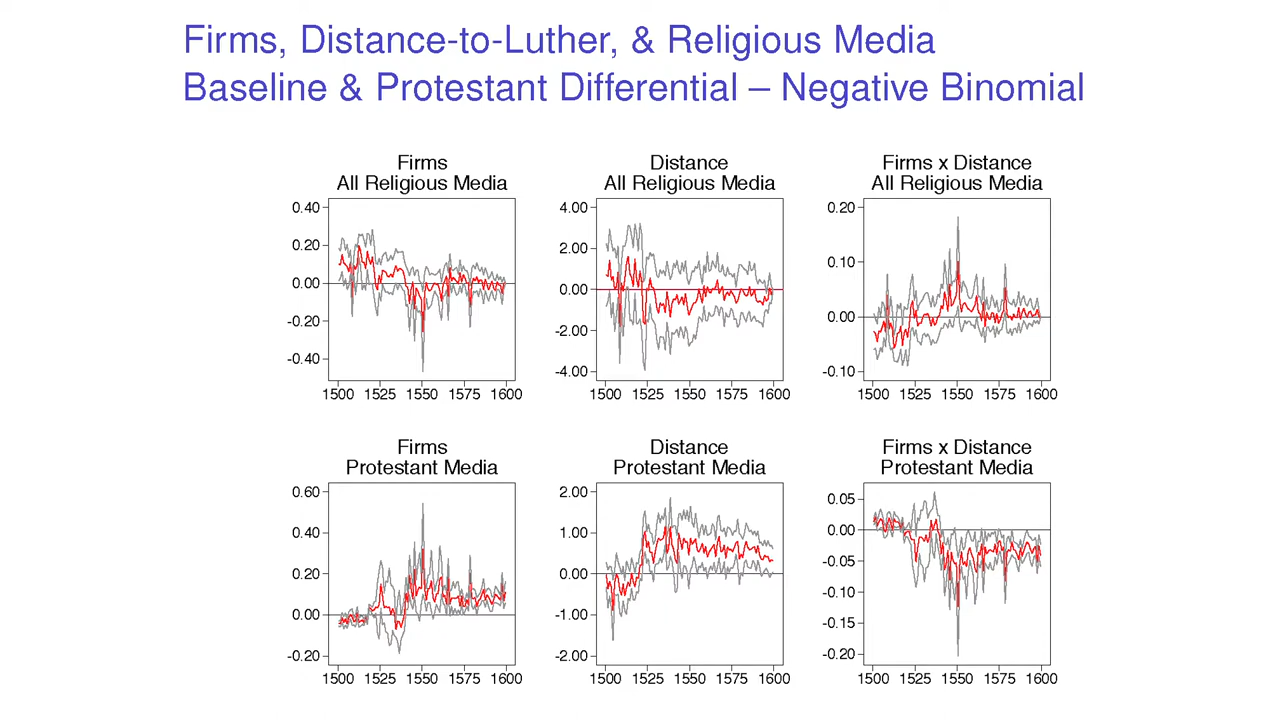 Firms, Distance-to-Luther, & Religious Media
Baseline & Protestant Differential – Negative Binomial
Firms
All Religious Media
0.40
0.20
0.00
-0.20
-0.40
1500 1525 1550 1575 1600
Distance
All Religious Media
4.00
2.00
0.00
-2.00
-4.00
1500 1525 1550 1575 1600
Firms x Distance
All Religious Media
0.20
0.10
0.00
-0.10
1500 1525 1550 1575 1600
Firms
Protestant Media
0.60
0.40
0.20
0.00
-0.20
1500 1525 1550 1575 1600
Distance
Protestant Media
2.00
1.00
0.00
-1.00
-2.00
1500 1525 1550 1575 1600
Firms x Distance
Protestant Media
0.05
0.00
-0.05
-0.10
-0.15
-0.20
1500 1525 1550 1575 1600